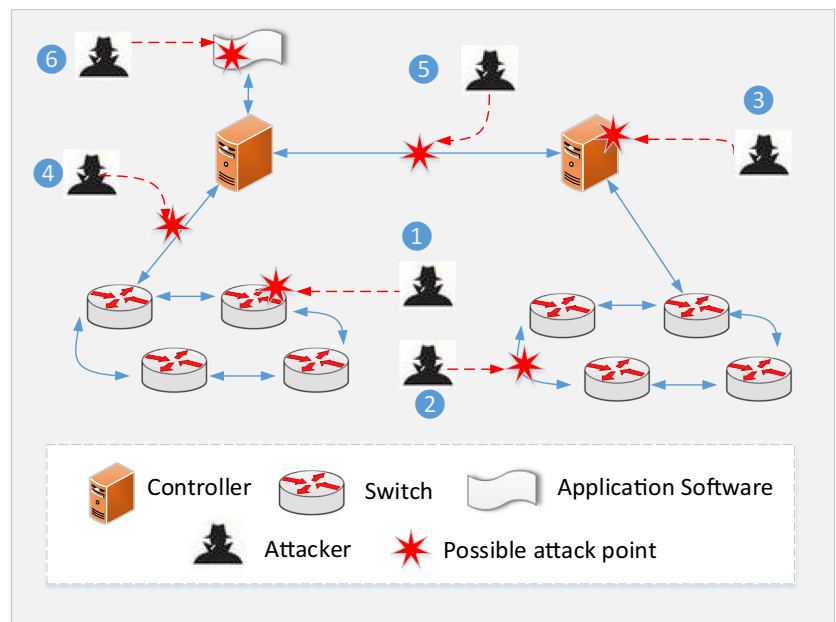 6
5
3
4
1
2
Controller
Switch
Application Software
Attacker
Possible attack point